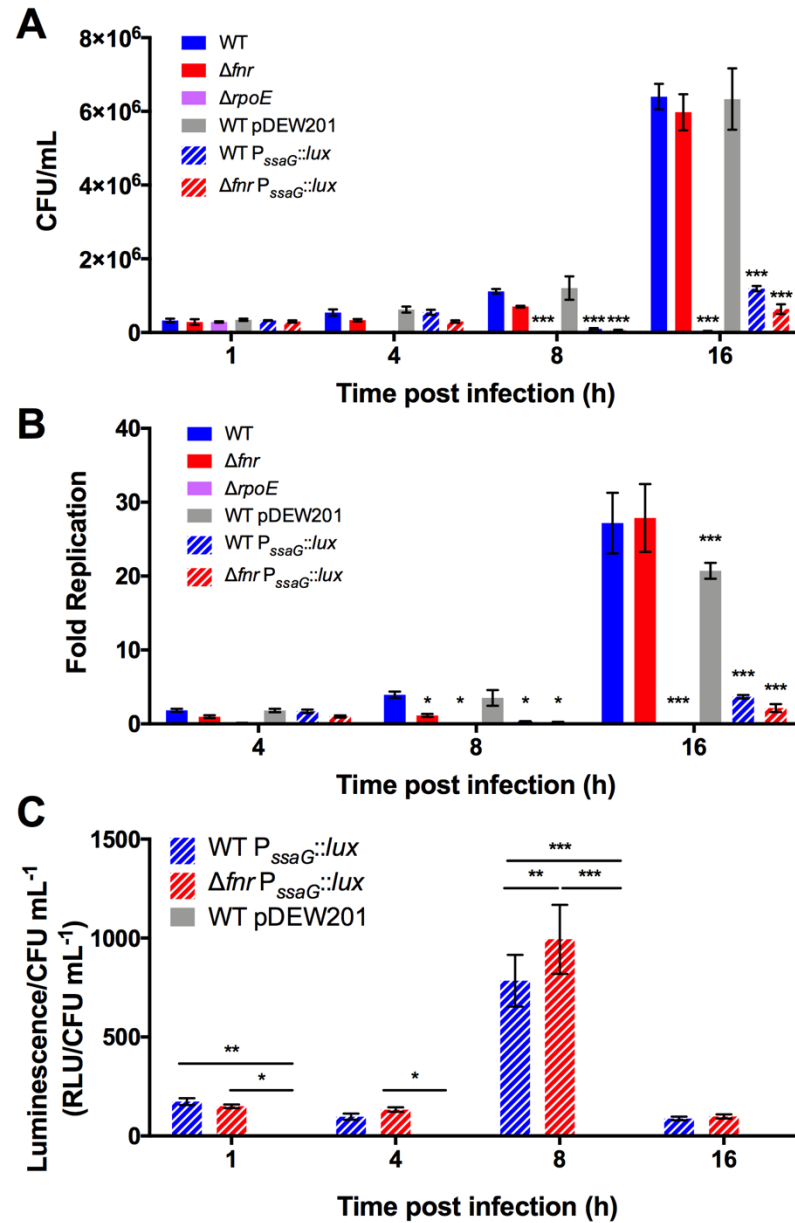 A
CFU/mL
8×10⁶
6×10⁶
4×10⁶
2×10⁶
0
WT
Δfnr
ΔrpoE
WT pDEW201
WT PssaG::lux
Δfnr PssaG::lux
*** *** ***
*** *** ***
1 4 8 16
Time post infection (h)
B
Fold Replication
40
30
20
10
0
WT
Δfnr
ΔrpoE
WT pDEW201
WT PssaG::lux
Δfnr PssaG::lux
* * * *
*** *** *** ***
4 8 16
Time post infection (h)
C
Luminescence/CFU mL⁻¹
(RLU/CFU mL⁻¹)
1500
1000
500
0
WT PssaG::lux
Δfnr PssaG::lux
WT pDEW201
**
*
*
***
** ***
1 4 8 16
Time post infection (h)